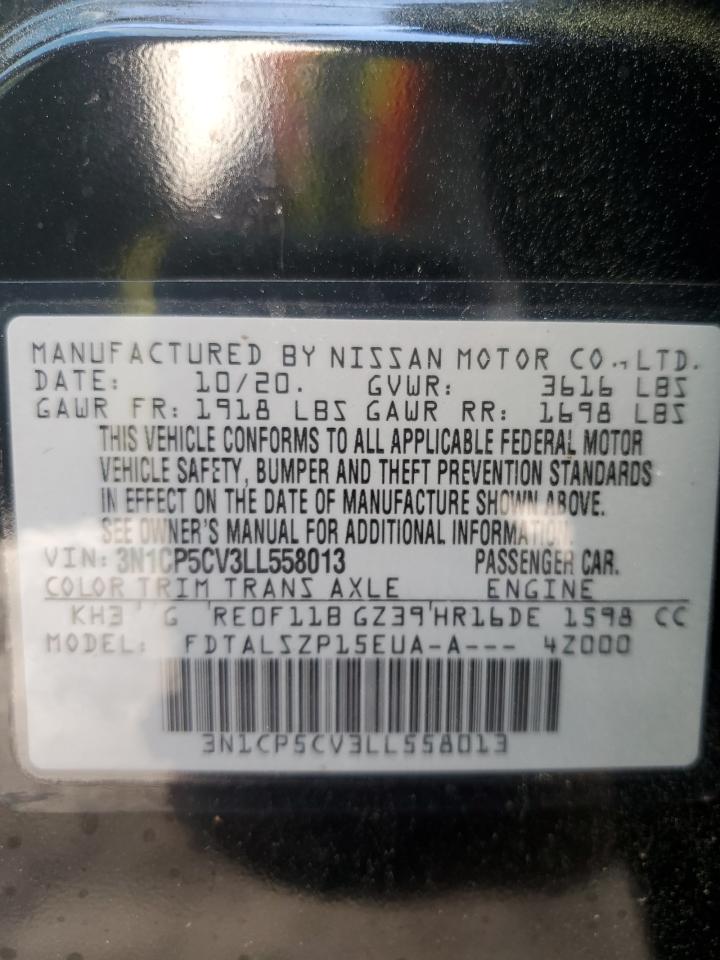 MANUFACTURED BY NISSAN MOTOR CO., LTD.
DATE: 10/20. GVWR: 3616 LBS
GAWR FR: 1918 LBS GAWR RR: 1698 LBS
THIS VEHICLE CONFORMS TO ALL APPLICABLE FEDERAL MOTOR
VEHICLE SAFETY, BUMPER AND THEFT PREVENTION STANDARDS
IN EFFECT ON THE DATE OF MANUFACTURE SHOWN ABOVE.
SEE OWNER'S MANUAL FOR ADDITIONAL INFORMATION.
VIN: 3N1CP5CV3LL558013 PASSENGER CAR.
COLOR TRIM TRANS AXLE ENGINE
KH3 G RE0F11B GZ39 HR16DE 1598 CC
MODEL: FDTALSZP15EUA-A--- 4Z000
3N1CP5CV3LL558013